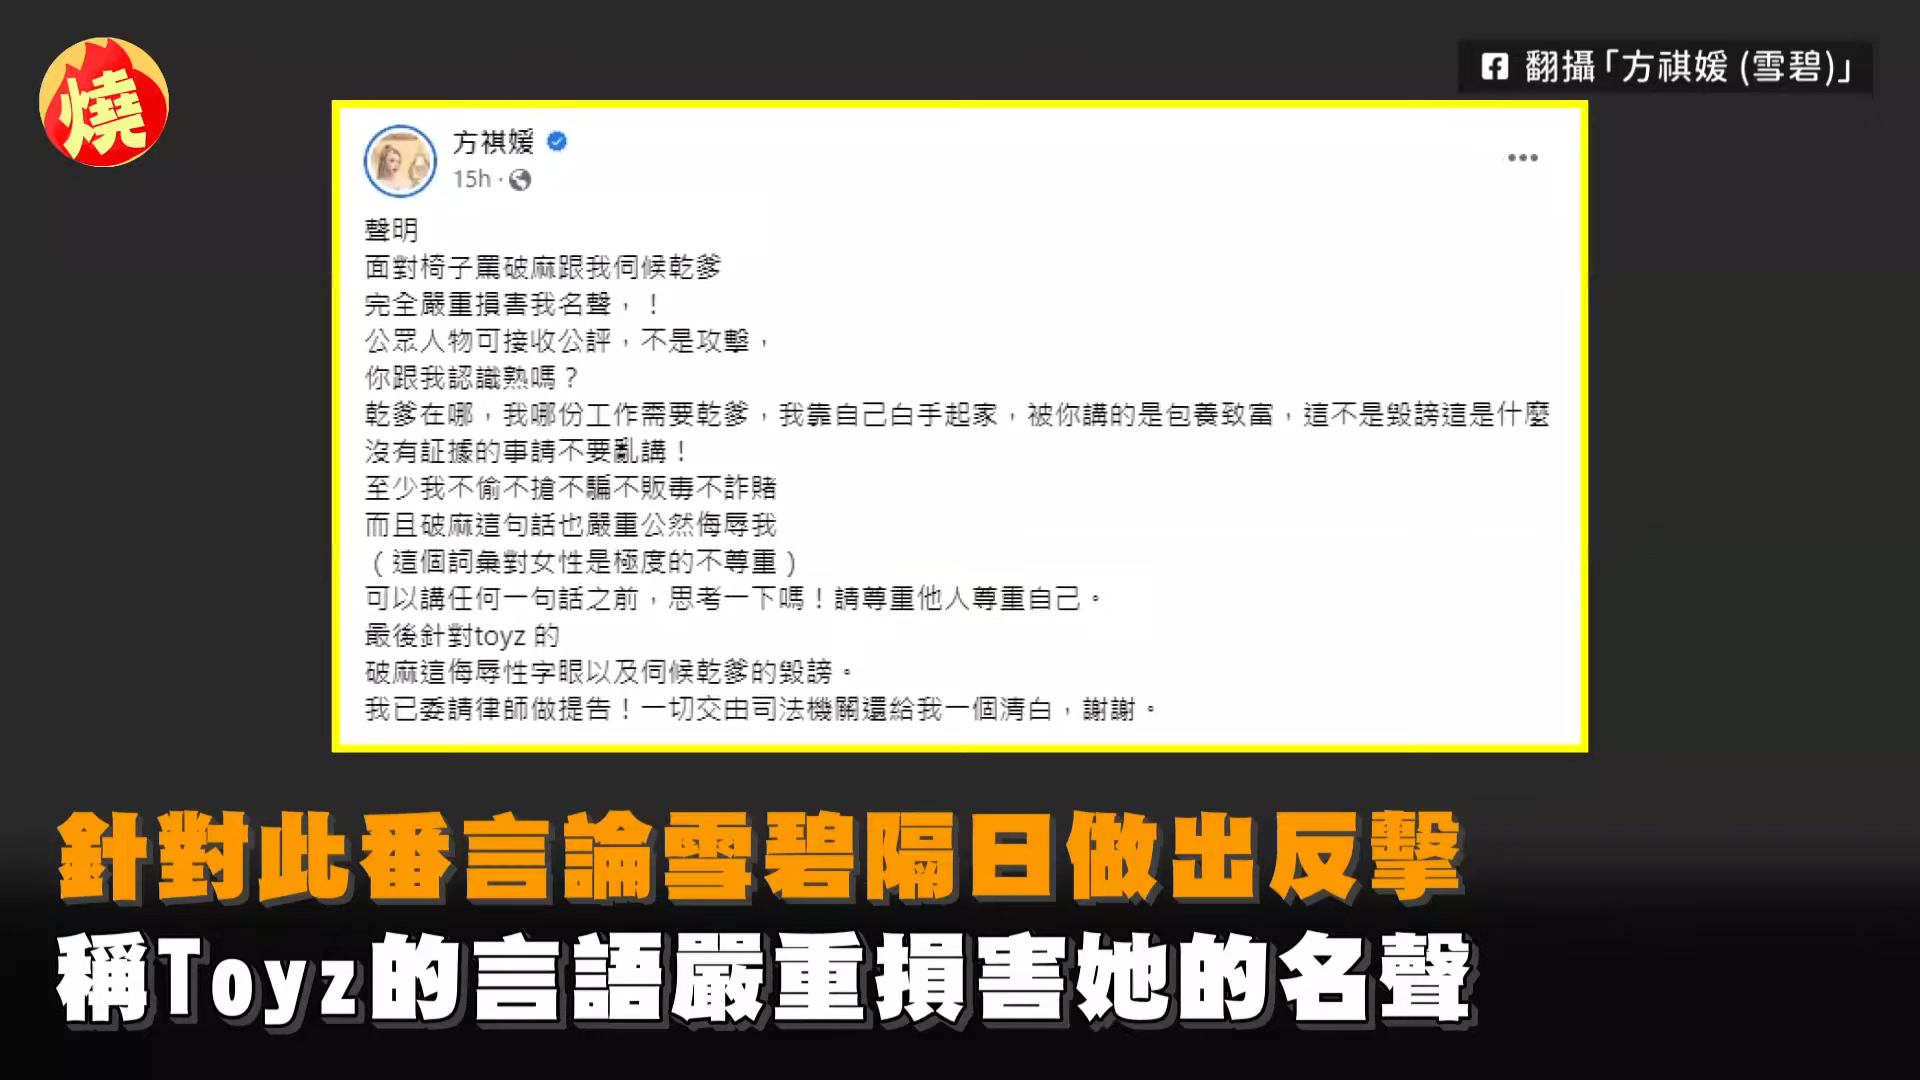 燒
翻攝「方祺媛 (雪碧)」
方祺媛
15h
聲明
面對椅子罵破麻跟我伺候乾爹
完全嚴重損害我名聲，！
公眾人物可接收公評，不是攻擊，
你跟我認識熟嗎？
乾爹在哪，我哪份工作需要乾爹，我靠自己白手起家，被你講的是包養致富，這不是毀謗這是什麼
沒有証據的事請不要亂講！
至少我不偷不搶不騙不販毒不詐賭
而且破麻這句話也嚴重公然侮辱我
（這個詞彙對女性是極度的不尊重）
可以講任何一句話之前，思考一下嗎！請尊重他人尊重自己。
最後針對toyz 的
破麻這侮辱性字眼以及伺候乾爹的毀謗。
我已委請律師做提告！一切交由司法機關還給我一個清白，謝謝。
針對此番言論雪碧隔日做出反擊
稱Toyz的言語嚴重損害她的名聲